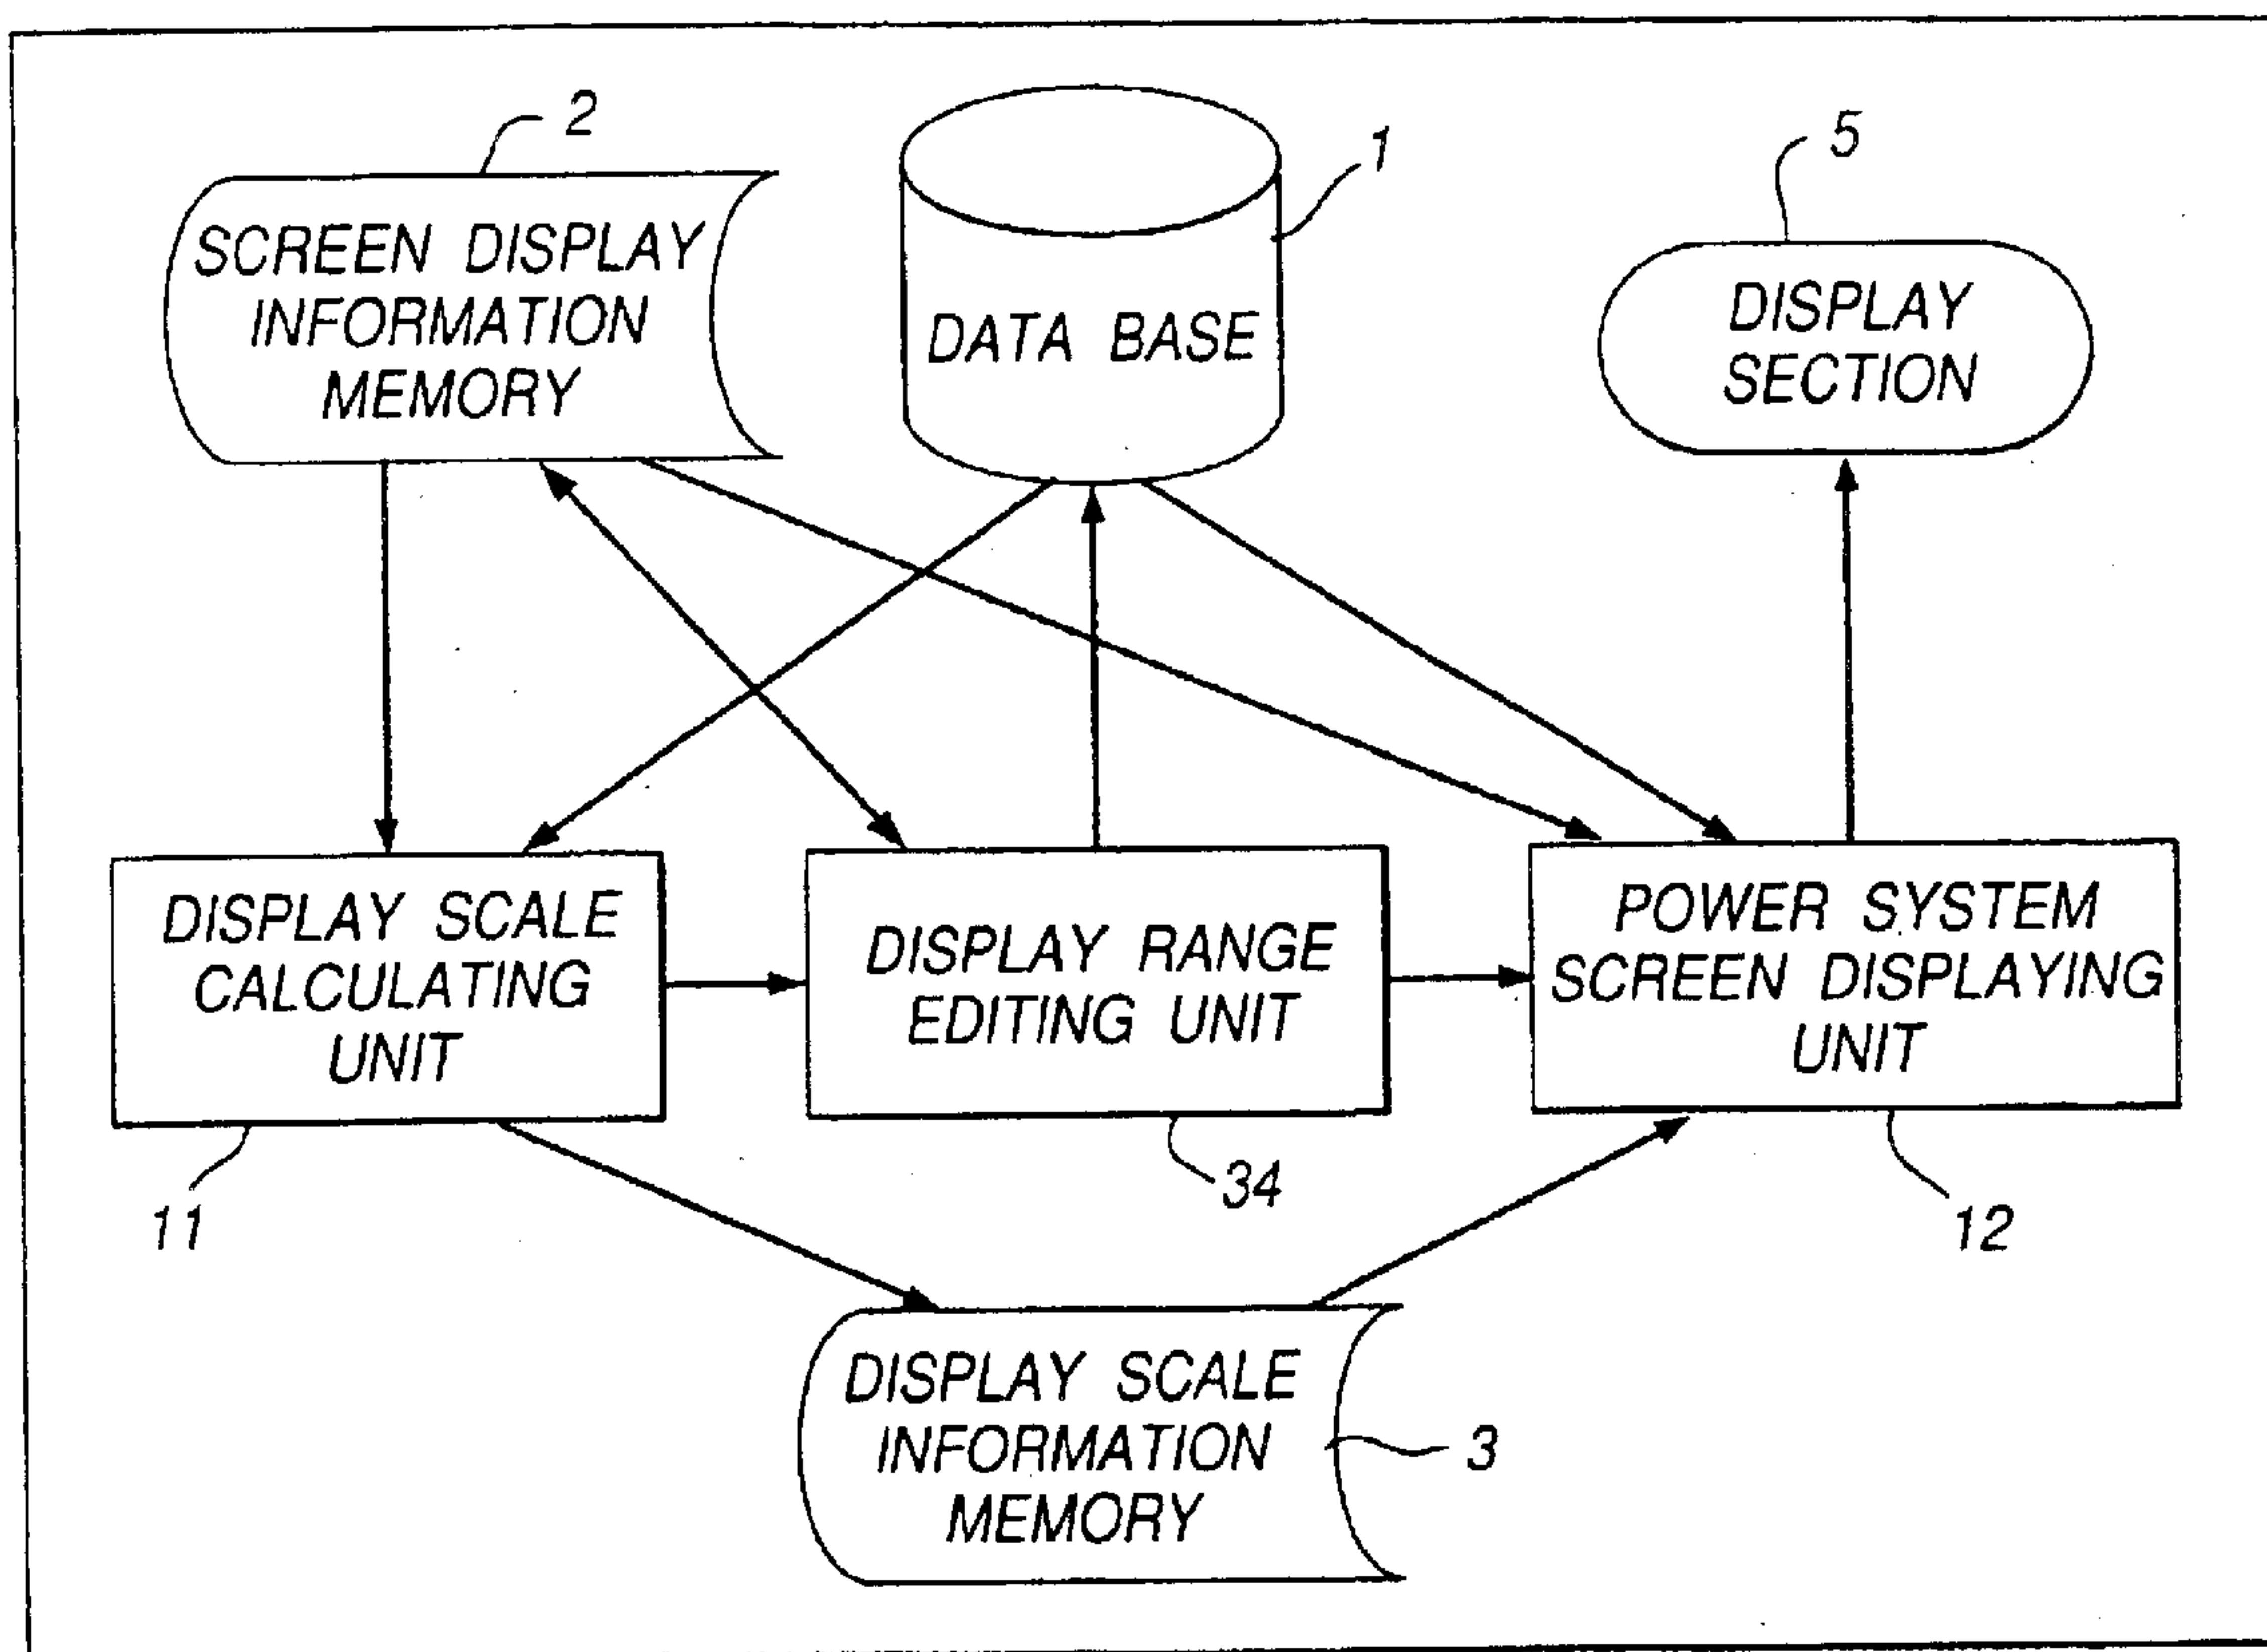 2
1
5
SCREEN DISPLAY
INFORMATION
MEMORY
DATA BASE
DISPLAY
SECTION
DISPLAY SCALE
CALCULATING
UNIT
DISPLAY RANGE
EDITING UNIT
POWER SYSTEM
SCREEN DISPLAYING
UNIT
11
34
12
DISPLAY SCALE
INFORMATION
MEMORY
3